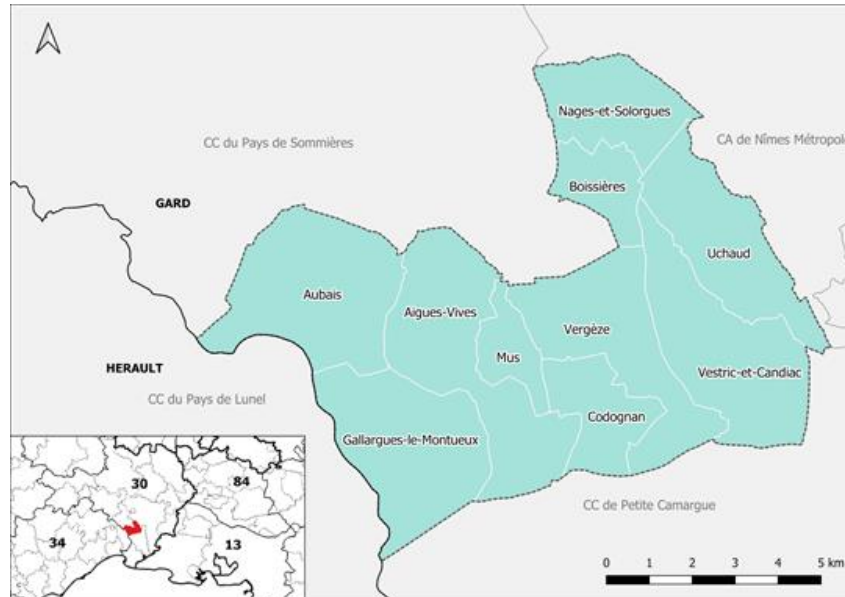 Nages-et-Solorgues
CC du Pays de Sommières
CA de Nîmes Métropole
Boissières
GARD
Uchaud
Aubais
Aigues-Vives
Vergèze
Mus
HERAULT
Vestric-et-Candiac
CC du Pays de Lunel
Codognan
Gallargues-le-Montueux
30
84
CC de Petite Camargue
34
13
0 1 2 3 4 5 km